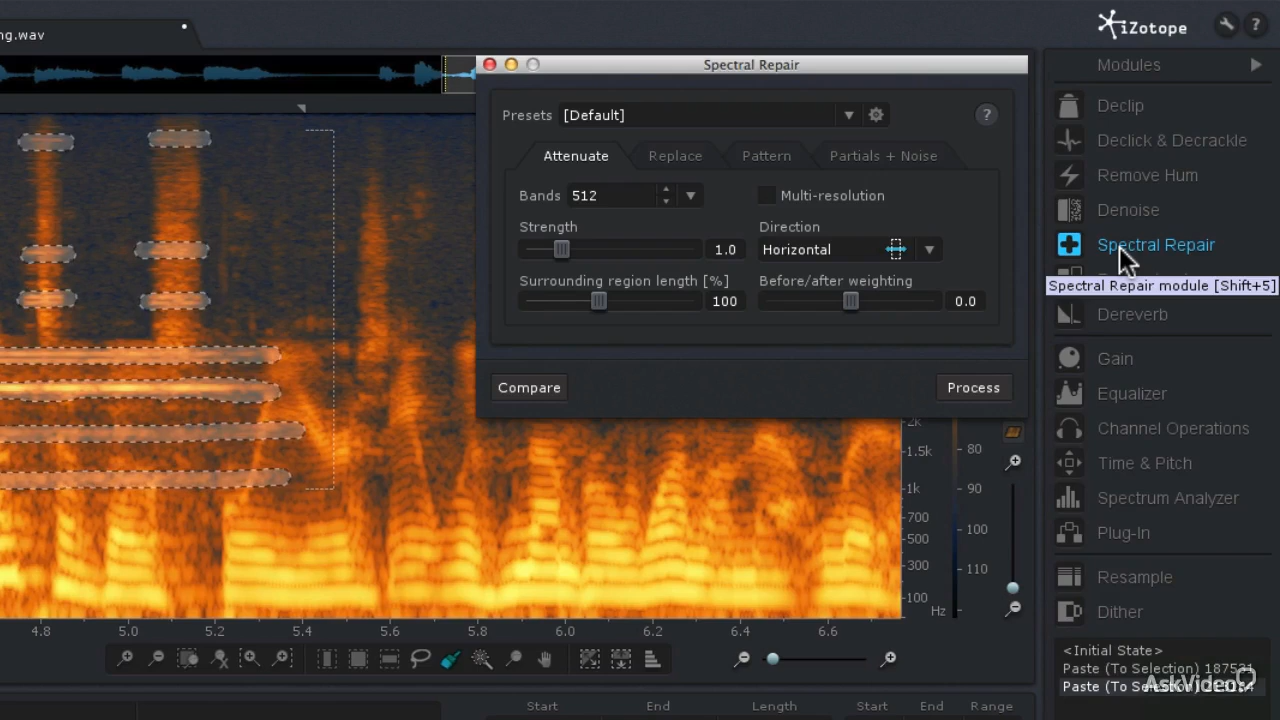 ng.wav
iZotope
?
Spectral Repair
Modules
Presets [Default]
?
Declip
Declick & Decrackle
Attenuate Replace Pattern Partials + Noise
Remove Hum
Bands 512
Multi-resolution
Denoise
Strength
Direction
1.0
Horizontal
Spectral Repair
Surrounding region length [%]
Before/after weighting
Spectral Repair module [Shift+5]
100
0.0
Dereverb
Gain
Compare
Process
Equalizer
2k
Channel Operations
1.5k
80
Time & Pitch
1k
90
Spectrum Analyzer
700
500
100
Plug-In
300
110
Resample
100
Hz
Dither
4.8 5.0 5.2 5.4 5.6 5.8 6.0 6.2 6.4 6.6
<Initial State>
Paste (To Selection) 187531
Paste (To Selection)
AskVideo
Start End Length Start End Range